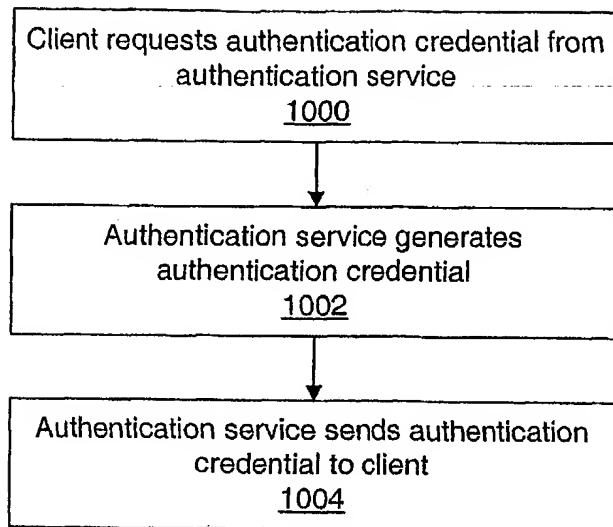 Client requests authentication credential from
authentication service
1000
Authentication service generates
authentication credential
1002
Authentication service sends authentication
credential to client
1004